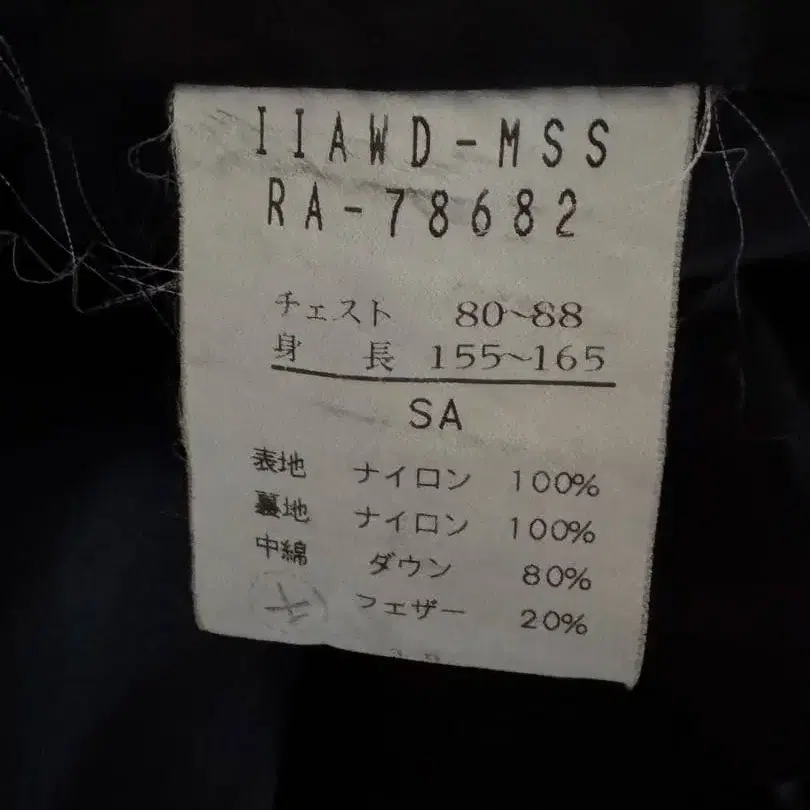 IIAWD-MSS
RA-78682
チェスト 80~88
身 長 155~165
SA
表地 ナイロン 100%
裏地 ナイロン 100%
中綿 ダウン 80%
フェザー 20%